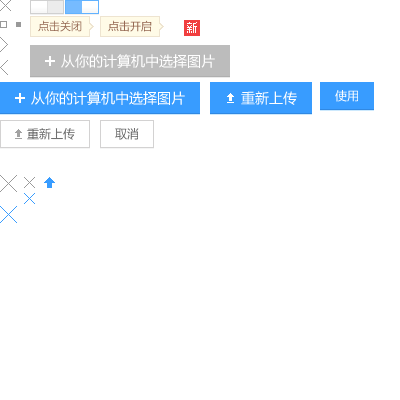 点击关闭 点击开启 新
从你的计算机中选择图片
从你的计算机中选择图片 重新上传 使用
重新上传 取消